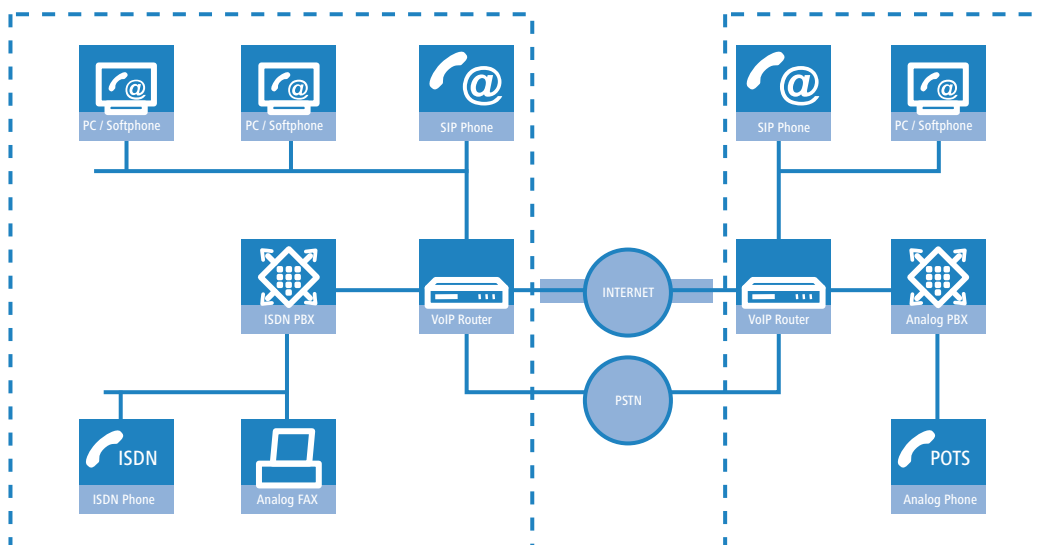 @
PC / Softphone
@
PC / Softphone
@
SIP Phone
@
SIP Phone
@
PC / Softphone
ISDN PBX
VoIP Router
INTERNET
VoIP Router
Analog PBX
PSTN
ISDN
ISDN Phone
Analog FAX
POTS
Analog Phone